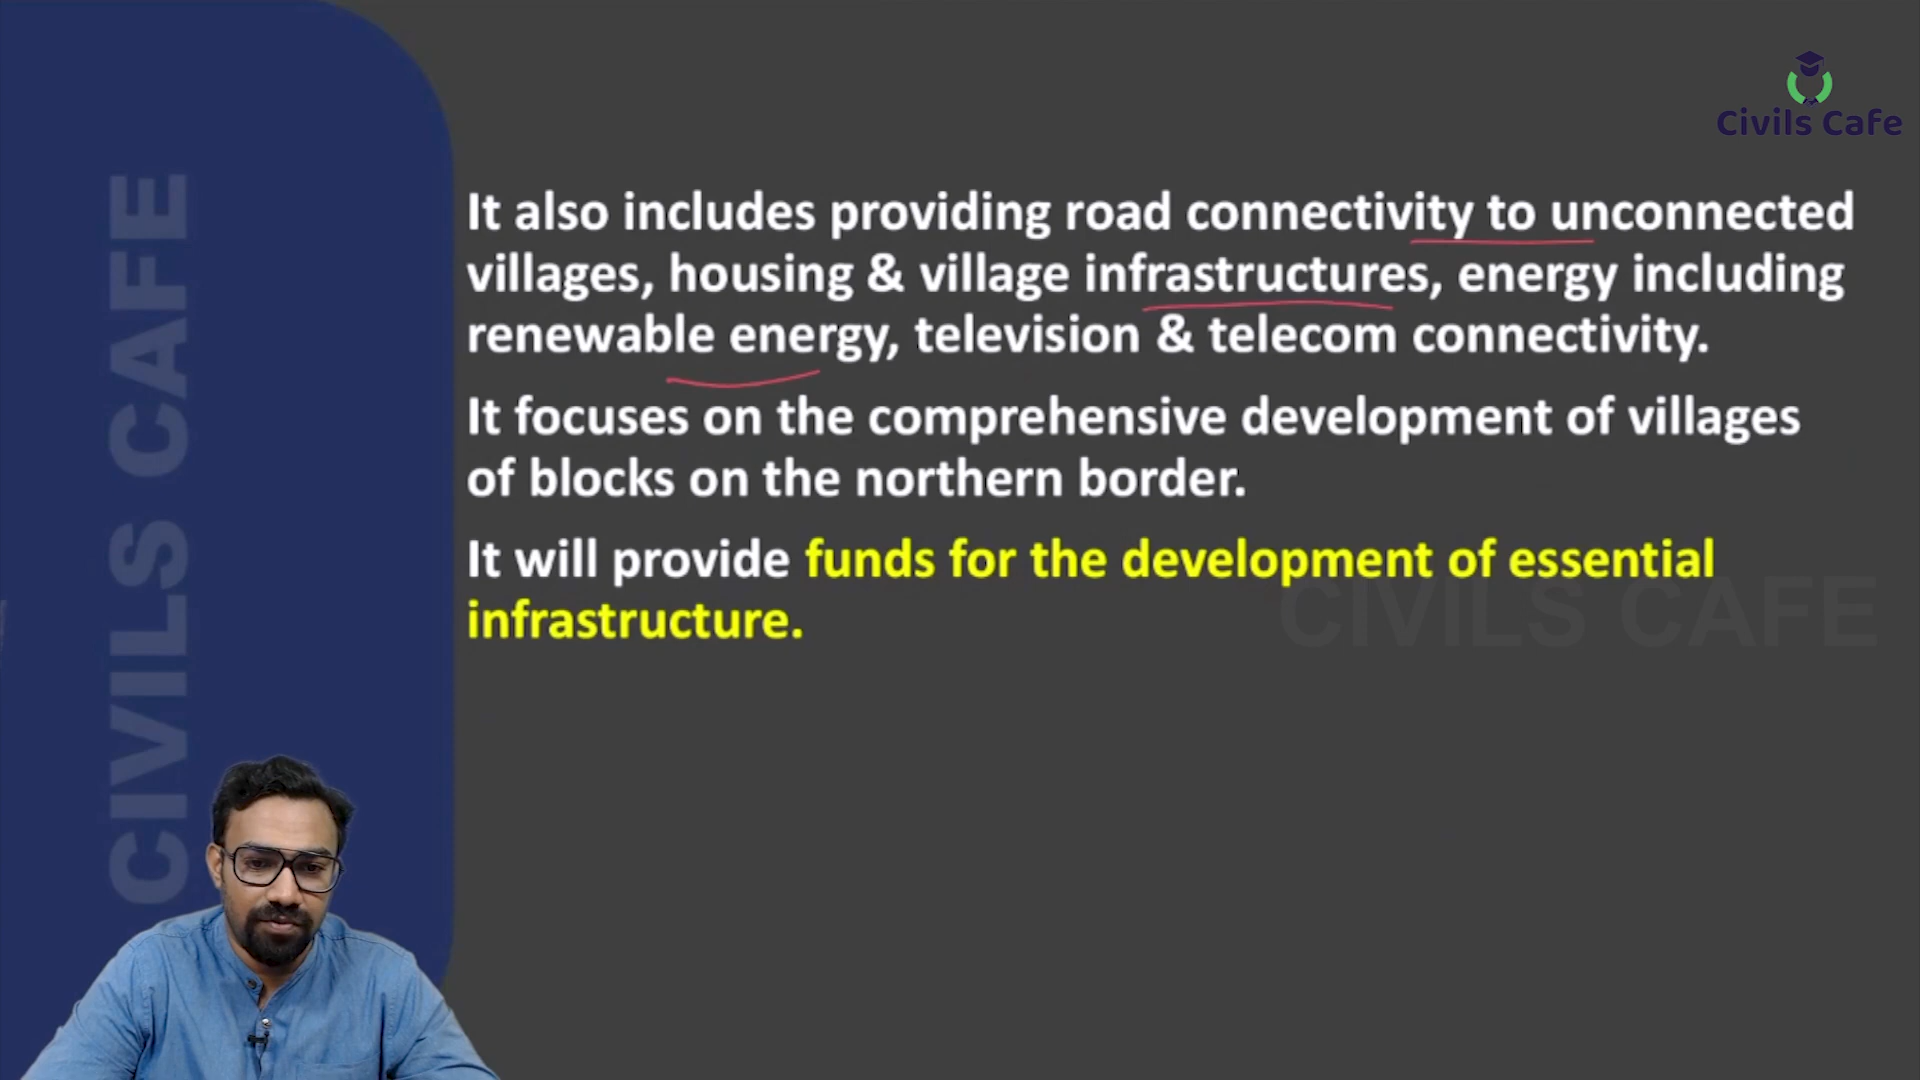 Civils Cafe
CIVILS CAFE
It also includes providing road connectivity to unconnected
villages, housing & village infrastructures, energy including
renewable energy, television & telecom connectivity.
It focuses on the comprehensive development of villages
of blocks on the northern border.
It will provide funds for the development of essential
infrastructure.
CIVILS CAFE